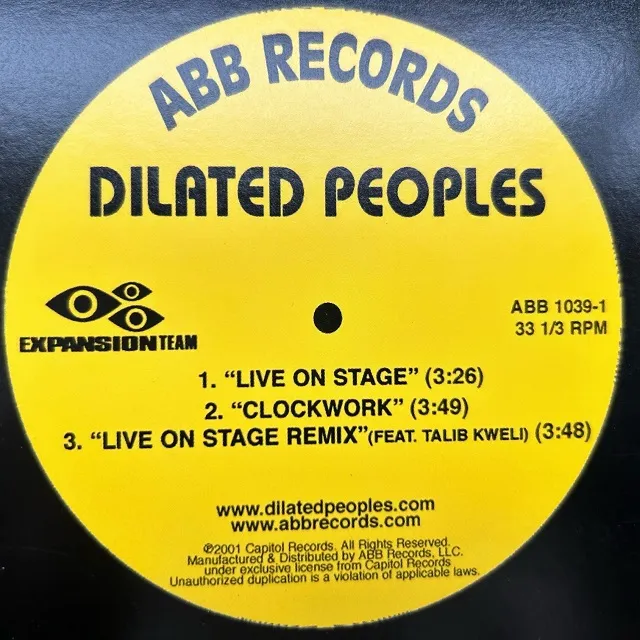 ABB RECORDS
DILATED PEOPLES
EXPANSION TEAM
ABB 1039-1
33 1/3 RPM
1. “LIVE ON STAGE” (3:26)
2. “CLOCKWORK” (3:49)
3. “LIVE ON STAGE REMIX” (FEAT. TALIB KWELI) (3:48)
www.dilatedpeoples.com
www.abbrecords.com
℗2001 Capitol Records. All Rights Reserved.
Manufactured & Distributed by ABB Records, LLC.
under exclusive license from Capitol Records
Unauthorized duplication is a violation of applicable laws.